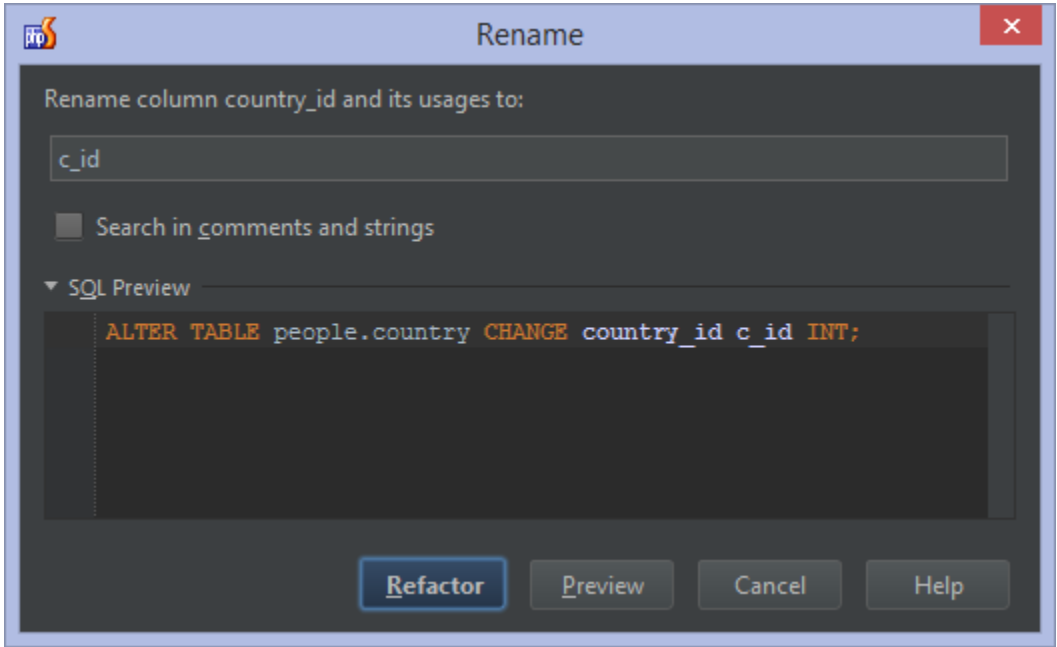 php
Rename
Rename column country_id and its usages to:
c_id
Search in comments and strings
SQL Preview
ALTER TABLE people.country CHANGE country_id c_id INT;
Refactor Preview Cancel Help